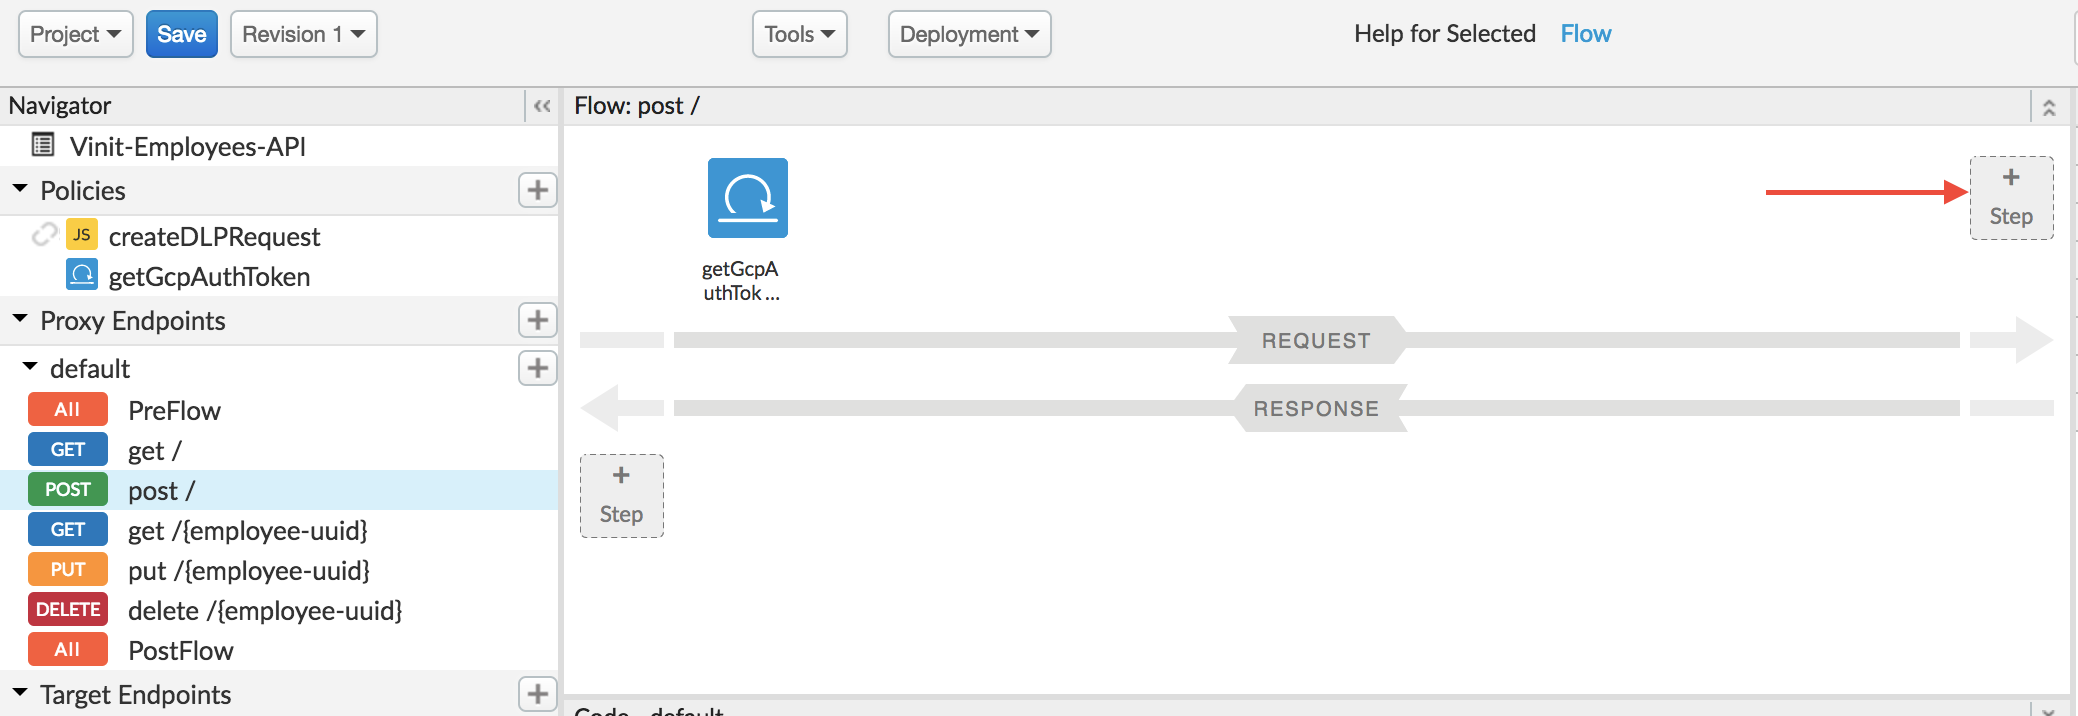 Project
Save
Revision 1
Tools
Deployment
Help for Selected Flow
Navigator
Vinit-Employees-API
Policies
JS createDLPRequest
getGcpAuthToken
Proxy Endpoints
default
All PreFlow
GET get /
POST post /
GET get /{employee-uuid}
PUT put /{employee-uuid}
DELETE delete /{employee-uuid}
All PostFlow
Target Endpoints
Flow: post /
getGcpA
uthTok ...
+
Step
REQUEST
RESPONSE
+
Step
Code default